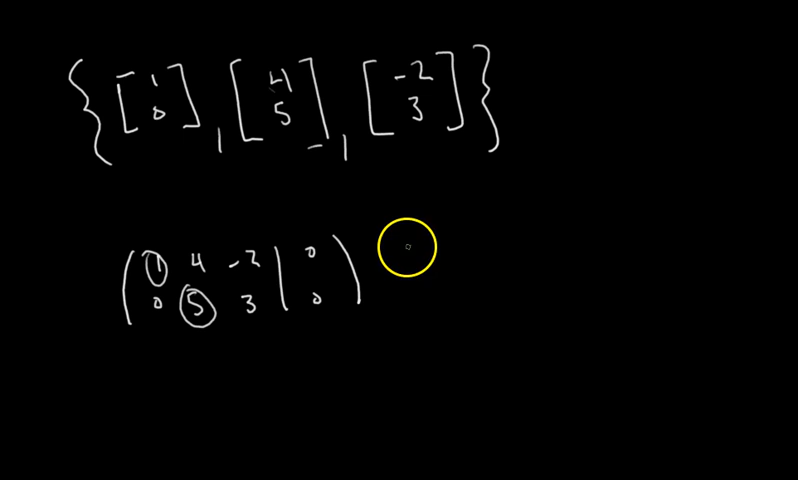 { [ 1 ] , [ 4 ] , [ -2 ] }
[ 0 ] [ 5 ] [ 3 ]
( 1 4 -2 | 0 )
( 0 5 3 | 0 )